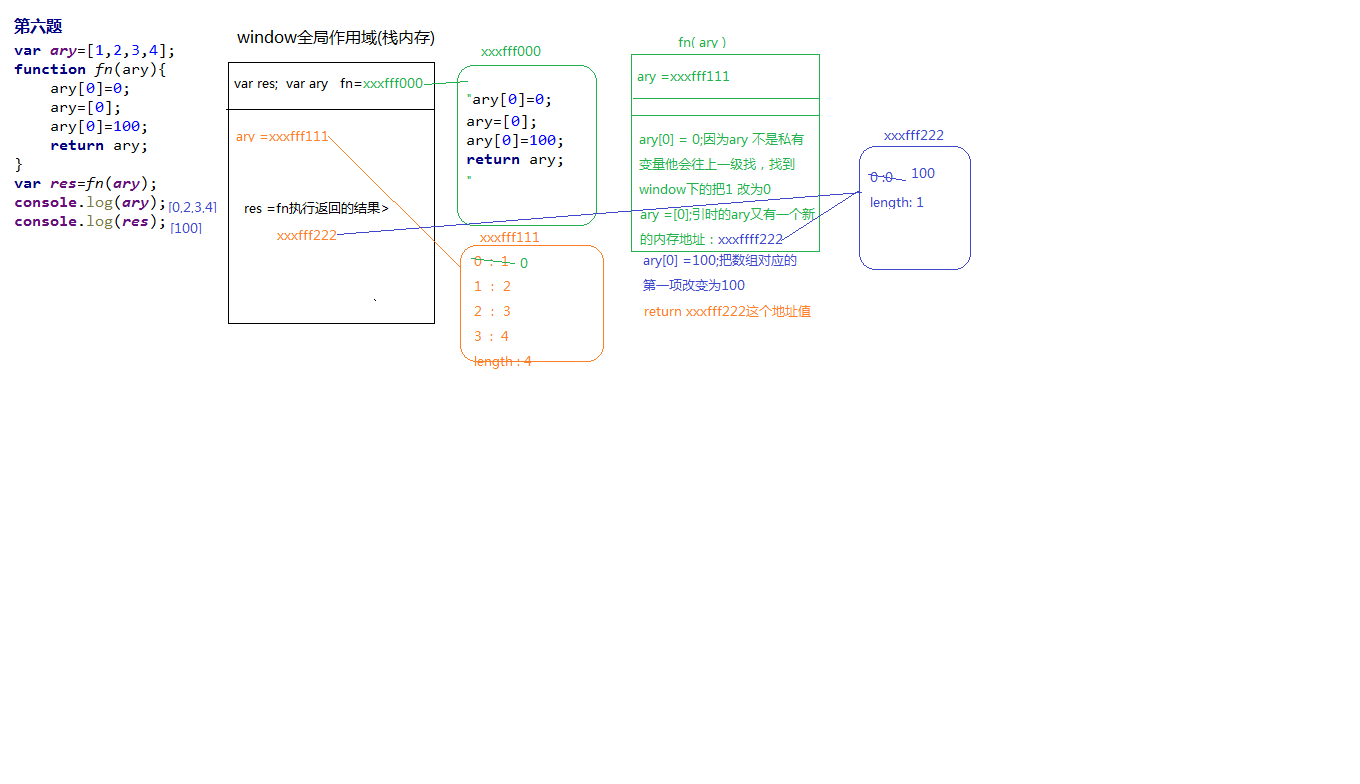 第六题
var ary=[1,2,3,4];
function fn(ary){
ary[0]=0;
ary=[0];
ary[0]=100;
return ary;
}
var res=fn(ary);
console.log(ary); [0,2,3,4]
console.log(res); [100]
window全局作用域(栈内存)
var res; var ary fn=xxxfff000
ary =xxxfff111
res =fn执行返回的结果>
xxxfff222
xxxfff000
"ary[0]=0;
ary=[0];
ary[0]=100;
return ary;
"
xxxfff111
0 : 1 0
1 : 2
2 : 3
3 : 4
length : 4
fn( ary )
ary =xxxfff111
ary[0] = 0;因为ary 不是私有
变量他会往上一级找，找到
window下的把1 改为0
ary =[0];引时的ary又有一个新
的内存地址：xxxffff222
ary[0] =100;把数组对应的
第一项改变为100
return xxxfff222这个地址值
xxxfff222
0 :0 100
length: 1